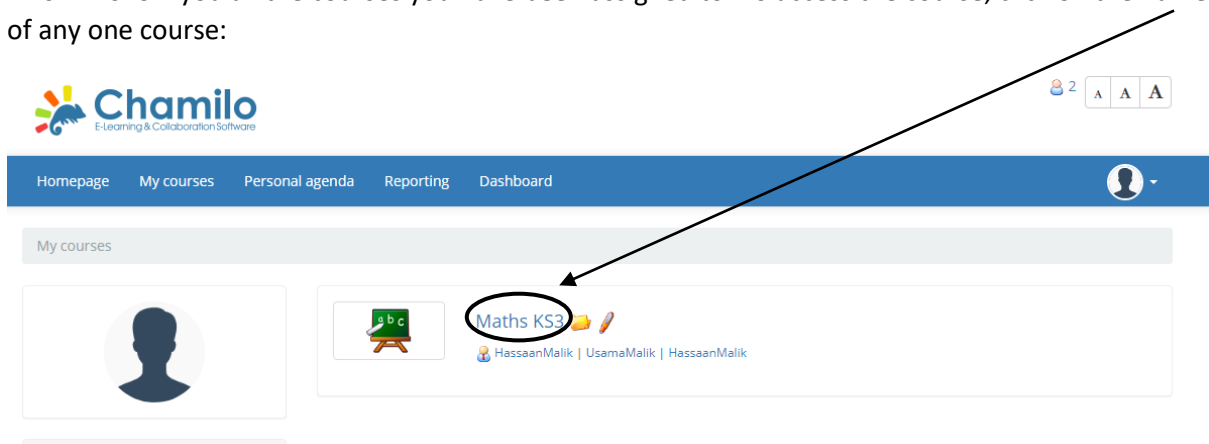 of any one course:
Chamilo
E-Learning & Collaboration Software
2 A A A
Homepage My courses Personal agenda Reporting Dashboard
My courses
abc
Maths KS3
HassaanMalik | UsamaMalik | HassaanMalik